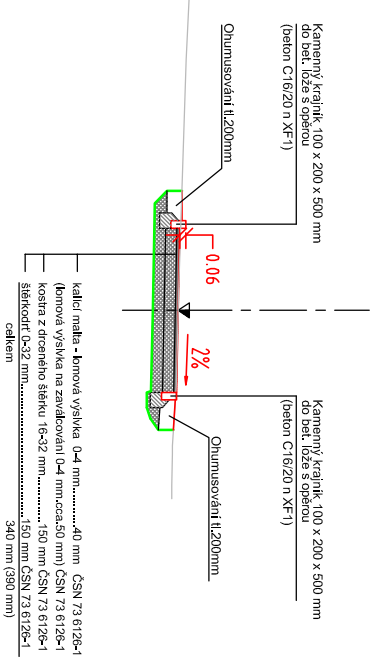 Kamenný krajník 100 x 200 x 500 mm
do bet. lože s opěrou
(beton C16/20 n XF1)
Ohumusování tl.200mm
0.06
2%
Kamenný krajník 100 x 200 x 500 mm
do bet. lože s opěrou
(beton C16/20 n XF1)
Ohumusování tl.200mm
kalící malta - lomová výsivka 0-4 mm..........40 mm ČSN 73 6126-1
(lomová výsivka na zaválcování 0-4 mm.cca.50 mm) ČSN 73 6126-1
kostra z drceného štěrku 16-32 mm..........150 mm ČSN 73 6126-1
štěrkodrť 0-32 mm..............................150 mm ČSN 73 6126-1
celkem 340 mm (390 mm)